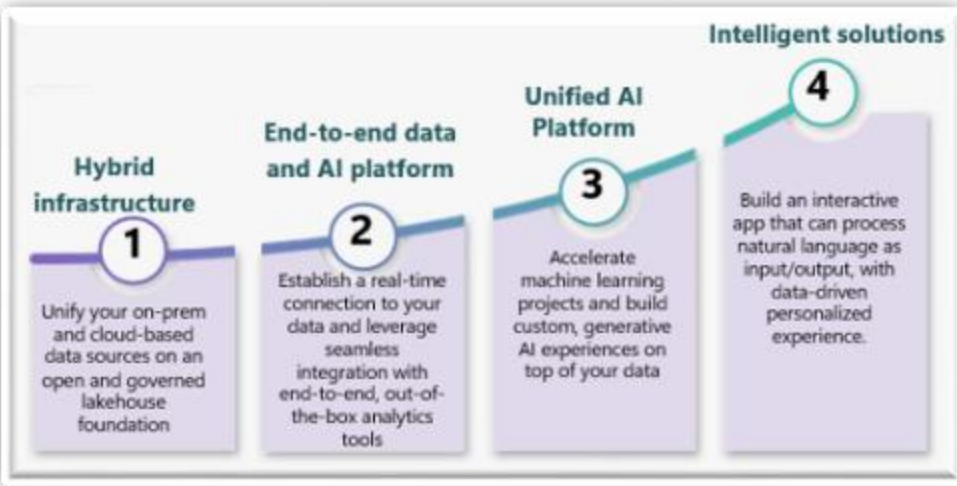 Hybrid
infrastructure
1
Unify your on-prem
and cloud-based
data sources on an
open and governed
lakehouse
foundation
End-to-end data
and AI platform
2
Establish a real-time
connection to your
data and leverage
seamless
integration with
end-to-end, out-of-
the-box analytics
tools
Unified AI
Platform
3
Accelerate
machine learning
projects and build
custom, generative
AI experiences on
top of your data
Intelligent solutions
4
Build an interactive
app that can process
natural language as
input/output, with
data-driven
personalized
experience.